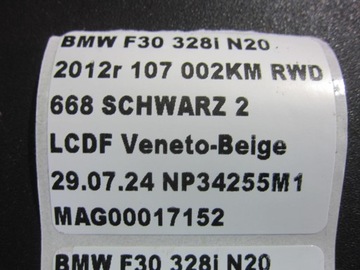 BMW F30 328i N20
2012r 107 002KM RWD
668 SCHWARZ 2
LCDF Veneto-Beige
29.07.24 NP34255M1
MAG00017152
BMW F30 328i N20